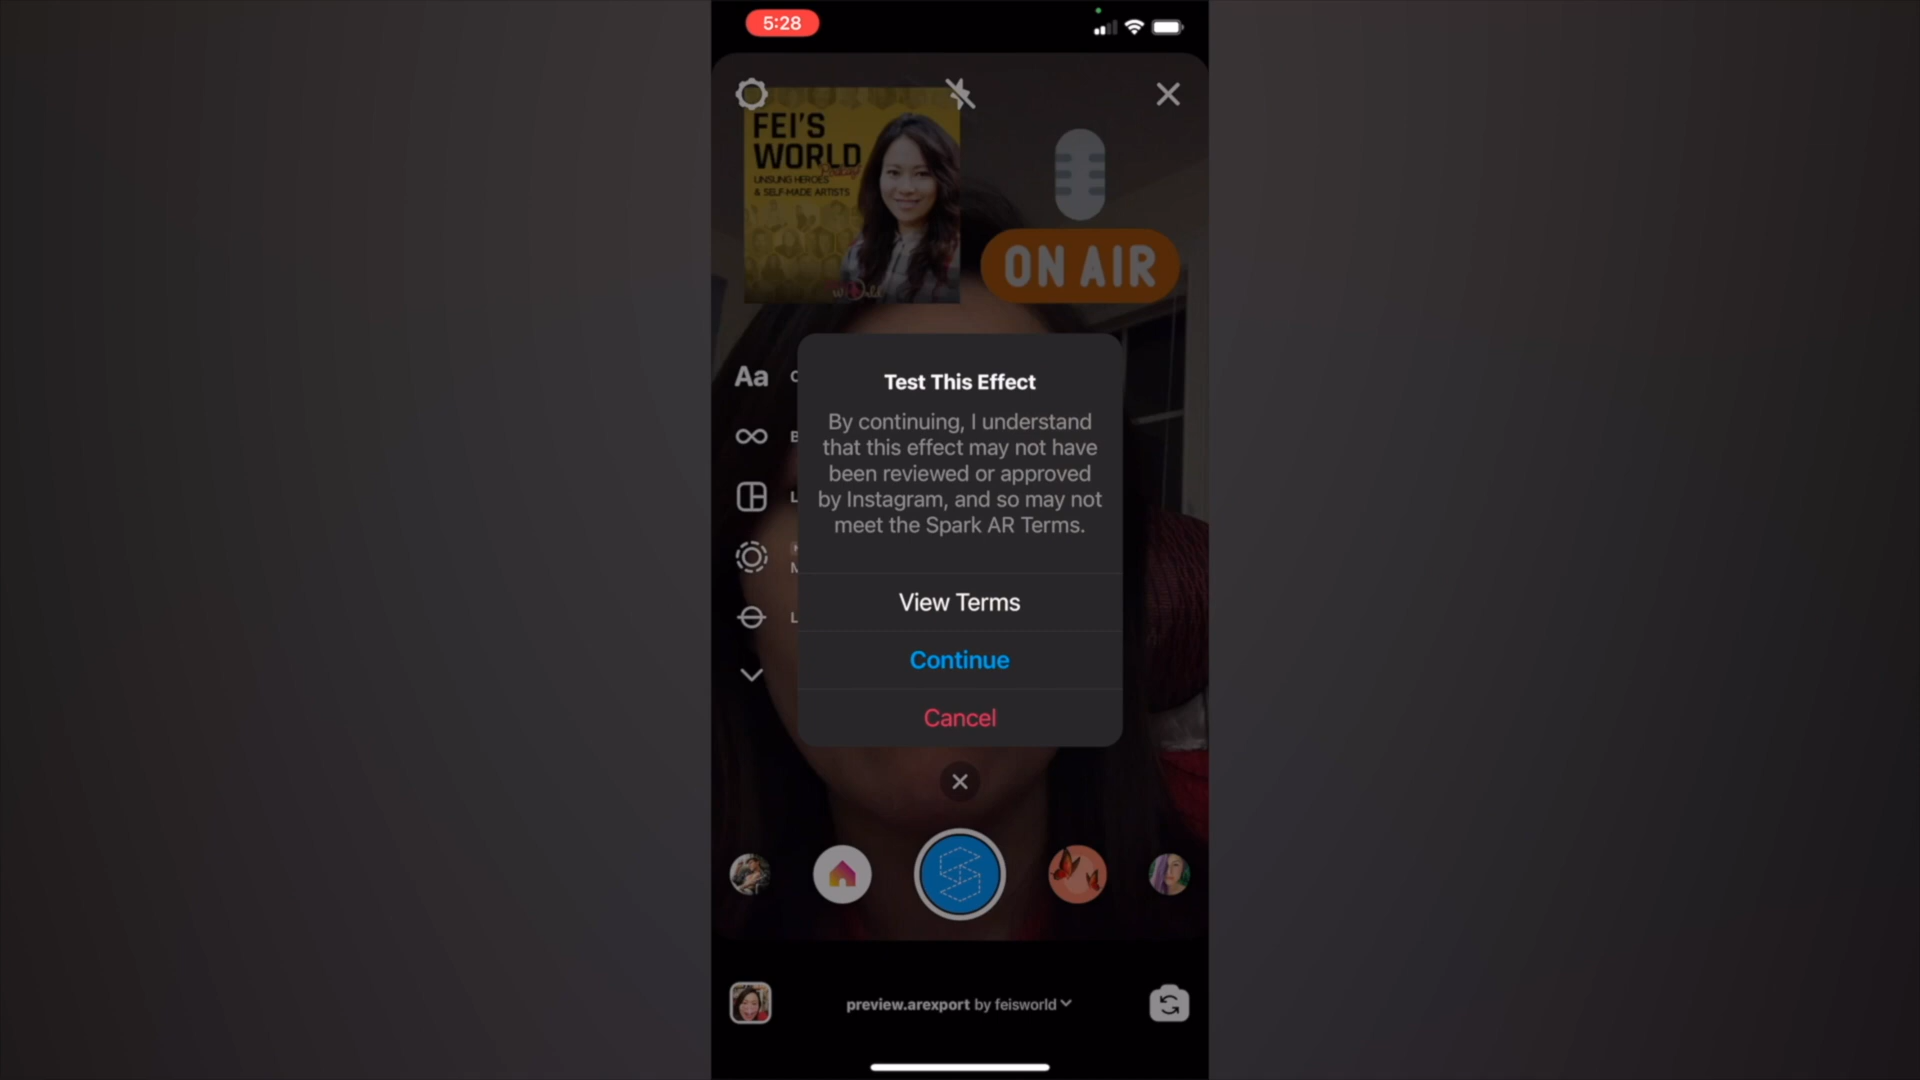 5:28
FEI'S
WORLD
UNSUNG HEROES
& SELF-MADE ARTISTS
ON AIR
Aa
Test This Effect
By continuing, I understand
that this effect may not have
been reviewed or approved
by Instagram, and so may not
meet the Spark AR Terms.
View Terms
Continue
Cancel
preview.arexport by feisworld